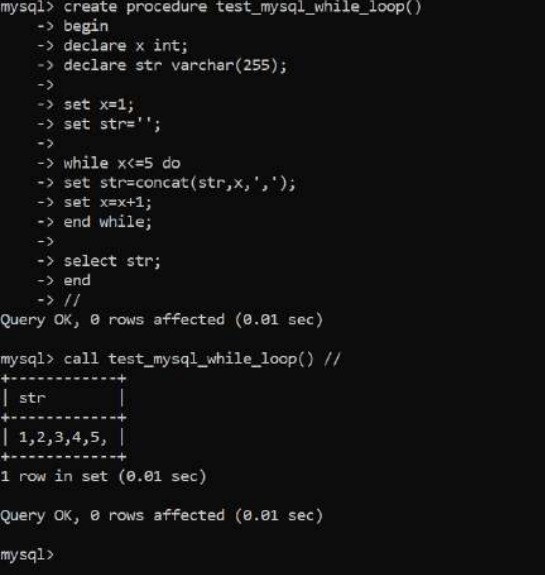 mysql> create procedure test_mysql_while_loop()
    -> begin
    -> declare x int;
    -> declare str varchar(255);
    ->
    -> set x=1;
    -> set str='';
    ->
    -> while x<=5 do
    -> set str=concat(str,x,',');
    -> set x=x+1;
    -> end while;
    ->
    -> select str;
    -> end
    -> //
Query OK, 0 rows affected (0.01 sec)

mysql> call test_mysql_while_loop() //
+------------+
| str        |
+------------+
| 1,2,3,4,5, |
+------------+
1 row in set (0.01 sec)

Query OK, 0 rows affected (0.01 sec)

mysql>